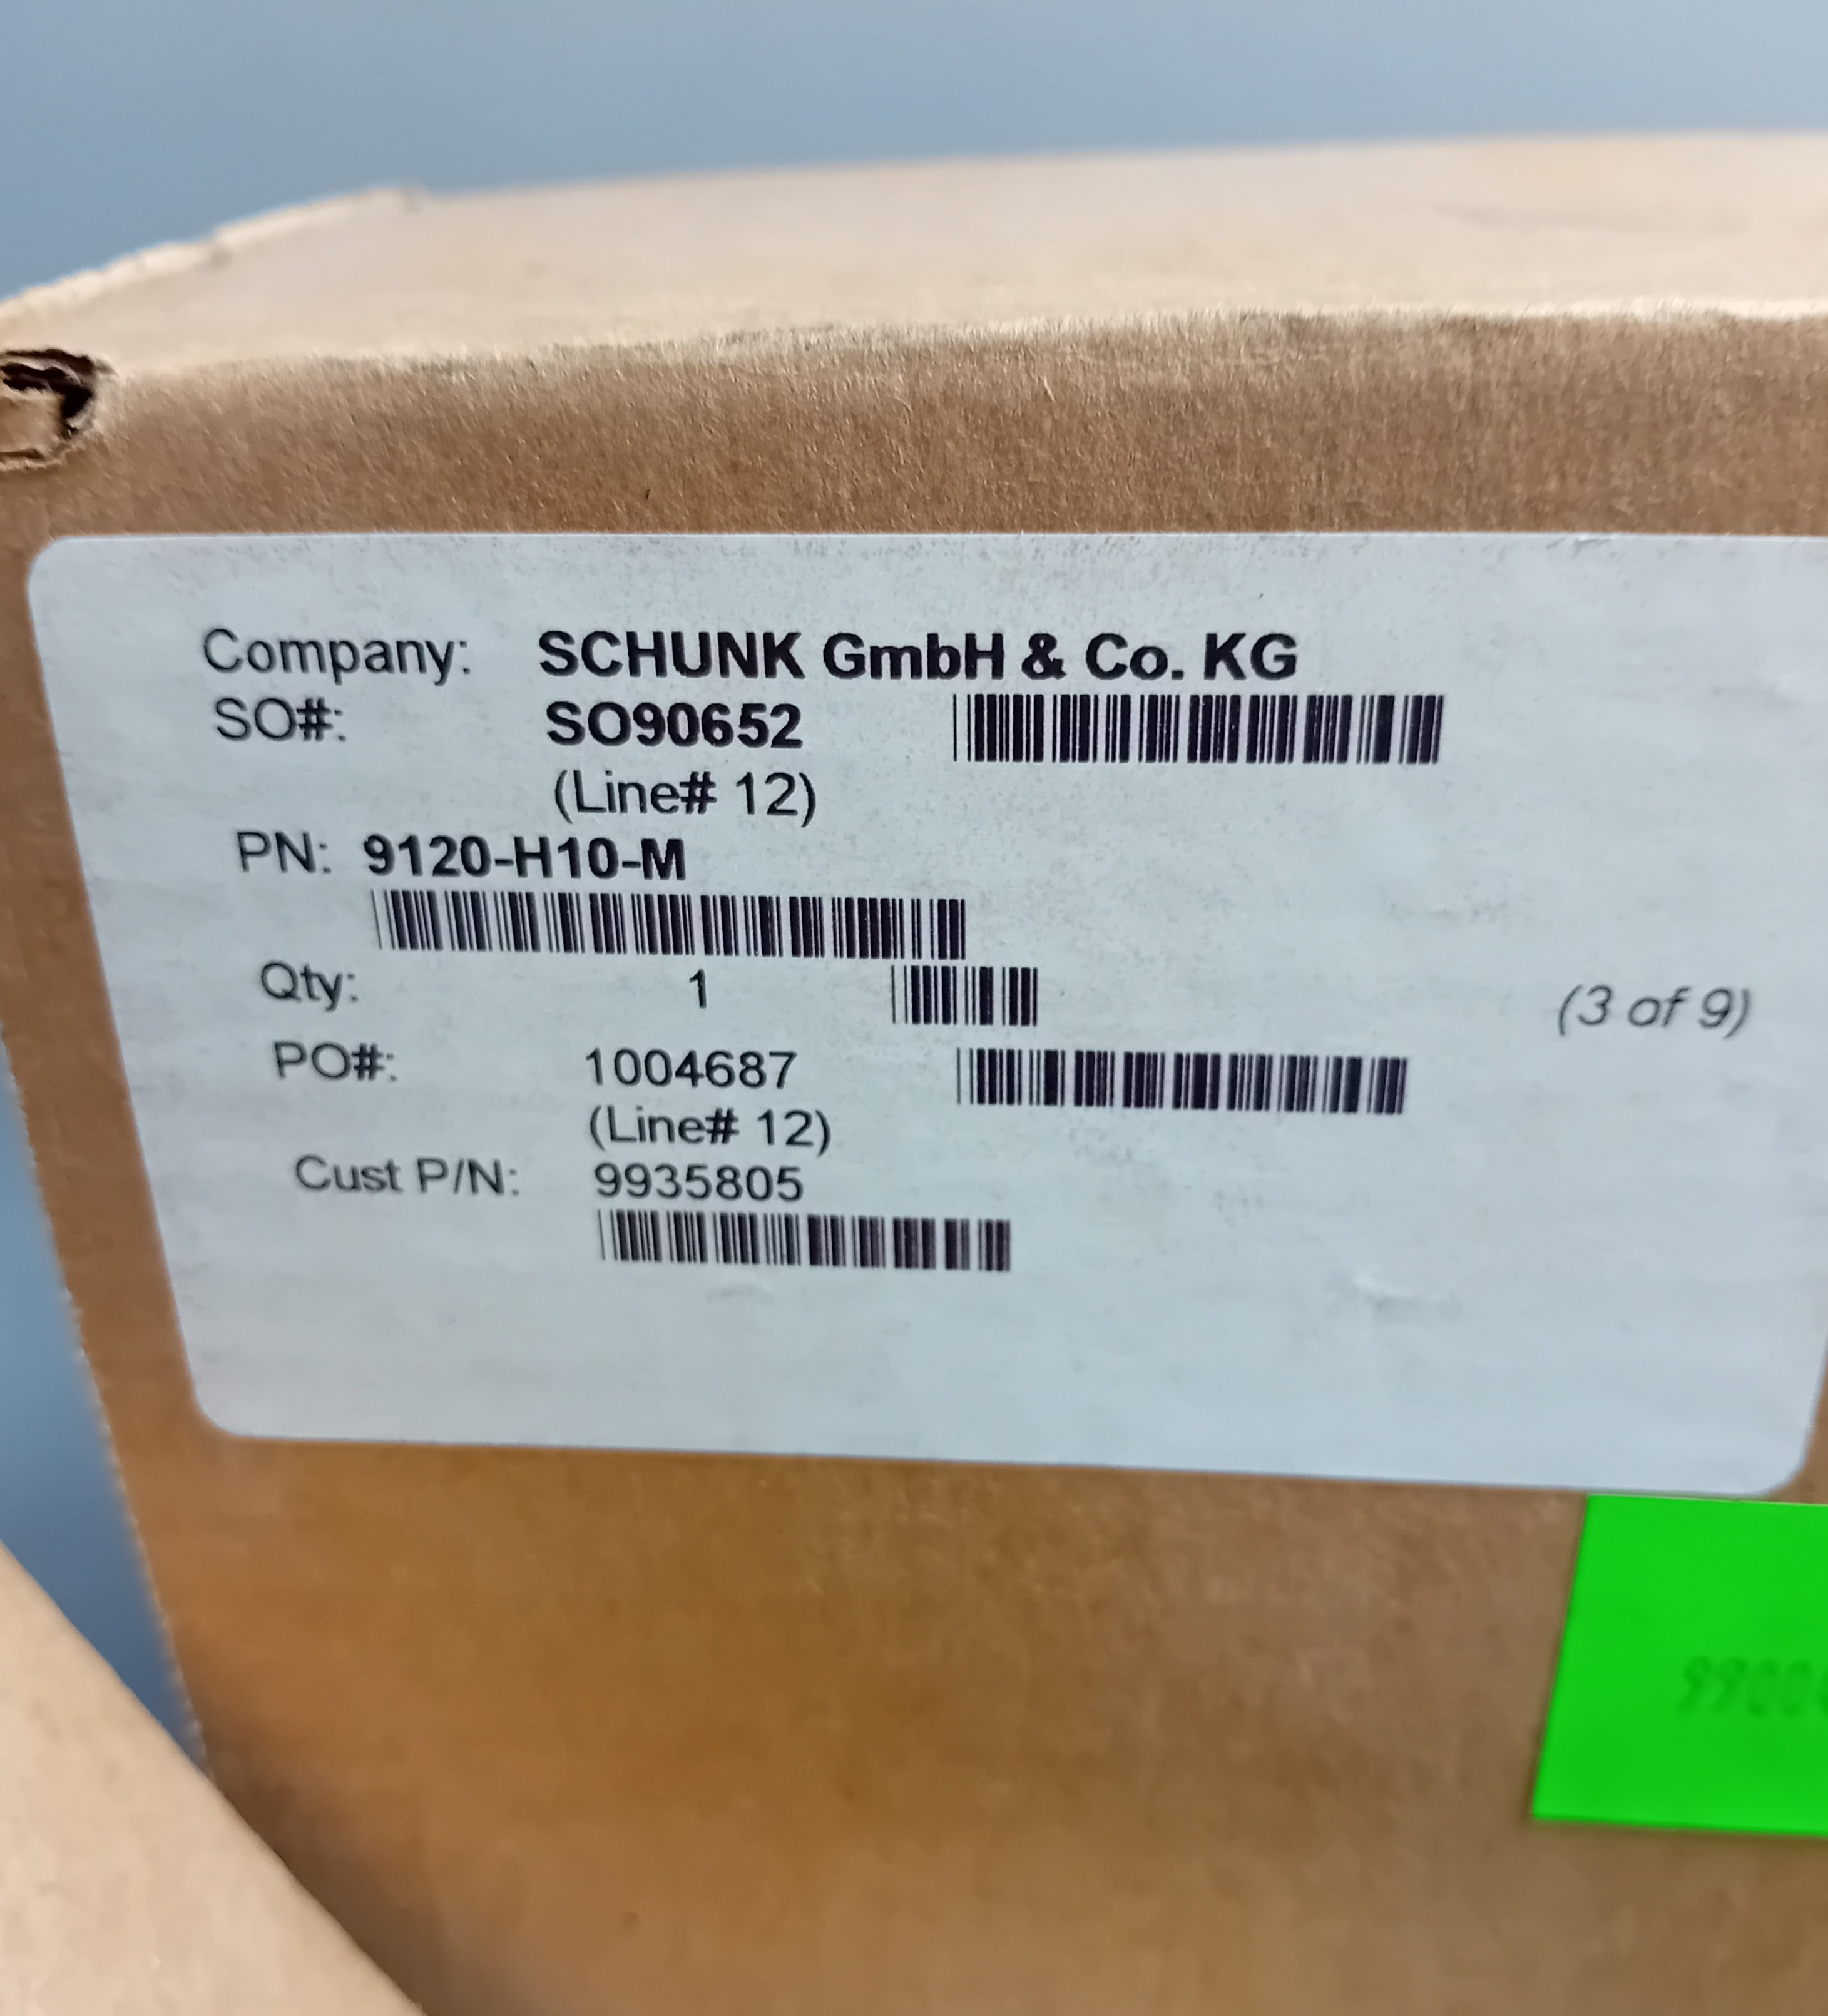 Company: SCHUNK GmbH & Co. KG
SO#: SO90652
(Line# 12)
PN: 9120-H10-M
Qty: 1 (3 of 9)
PO#: 1004687
(Line# 12)
Cust P/N: 9935805